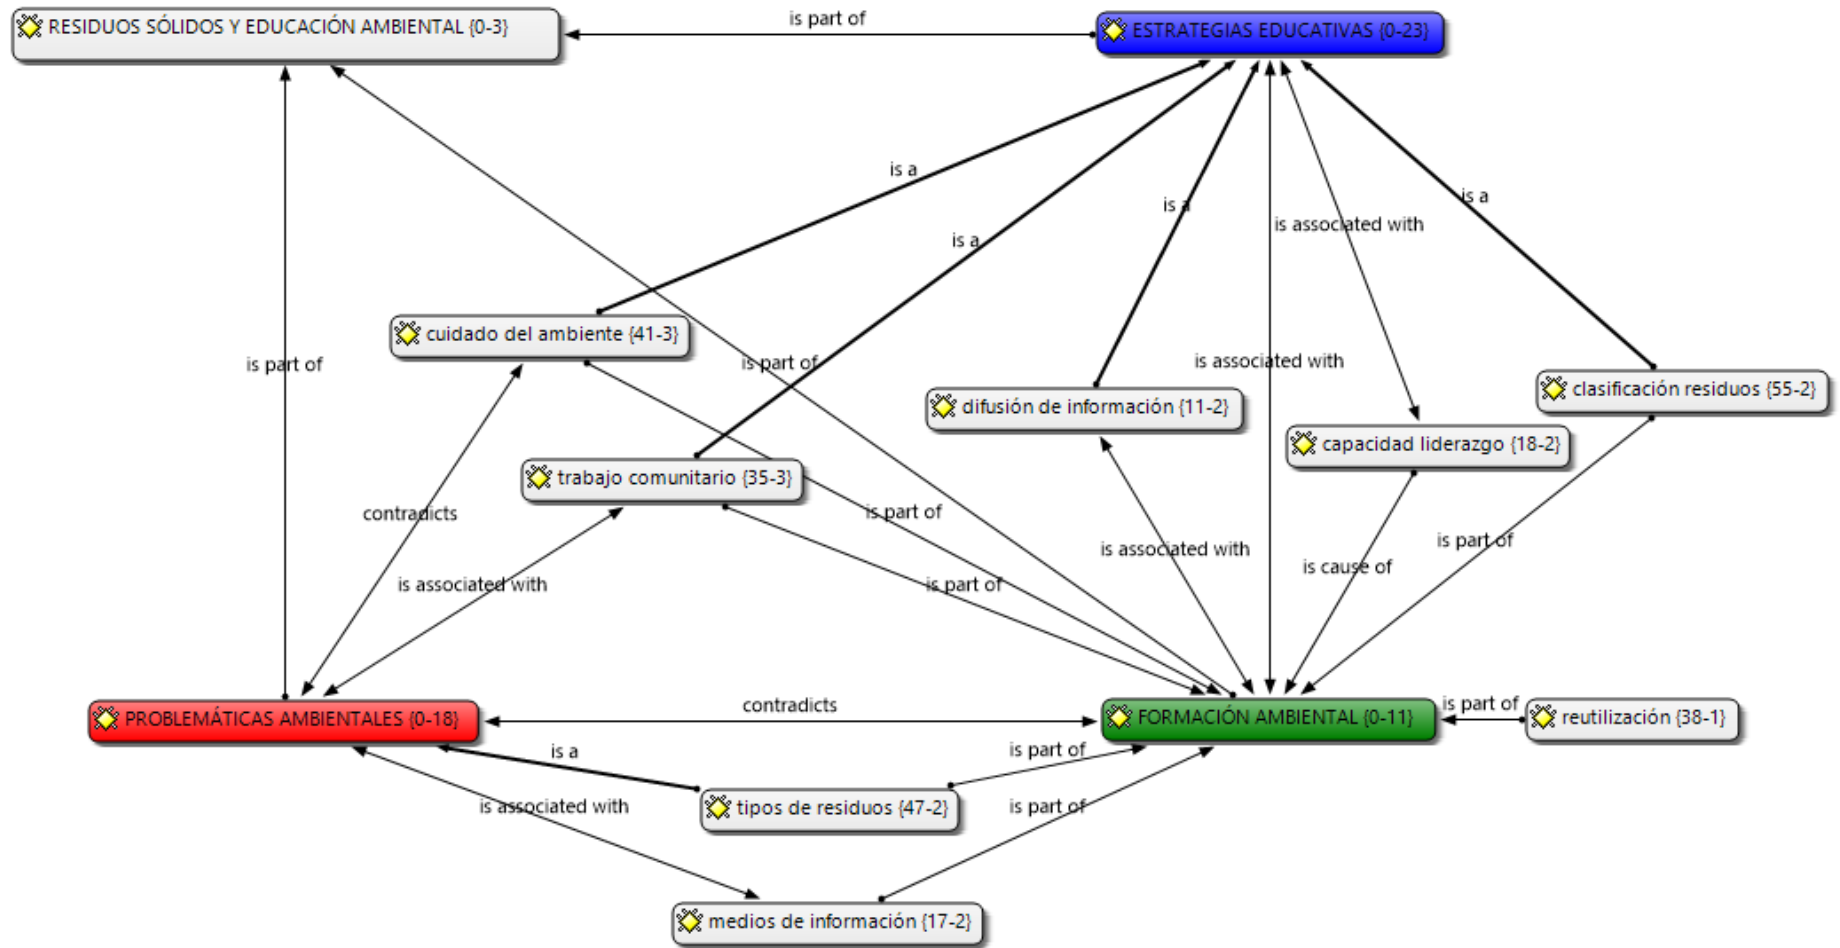 RESIDUOS SÓLIDOS Y EDUCACIÓN AMBIENTAL {0-3}
is part of
ESTRATEGIAS EDUCATIVAS {0-23}
is a
is a
is a
is a
is associated with
is a
cuidado del ambiente {41-3}
is part of
is part of
is associated with
difusión de información {11-2}
clasificación residuos {55-2}
capacidad liderazgo {18-2}
trabajo comunitario {35-3}
contradicts
is part of
is associated with
is part of
is associated with
is part of
is cause of
PROBLEMÁTICAS AMBIENTALES {0-18}
contradicts
FORMACIÓN AMBIENTAL {0-11}
is part of
reutilización {38-1}
is a
is part of
is associated with
tipos de residuos {47-2}
is part of
medios de información {17-2}